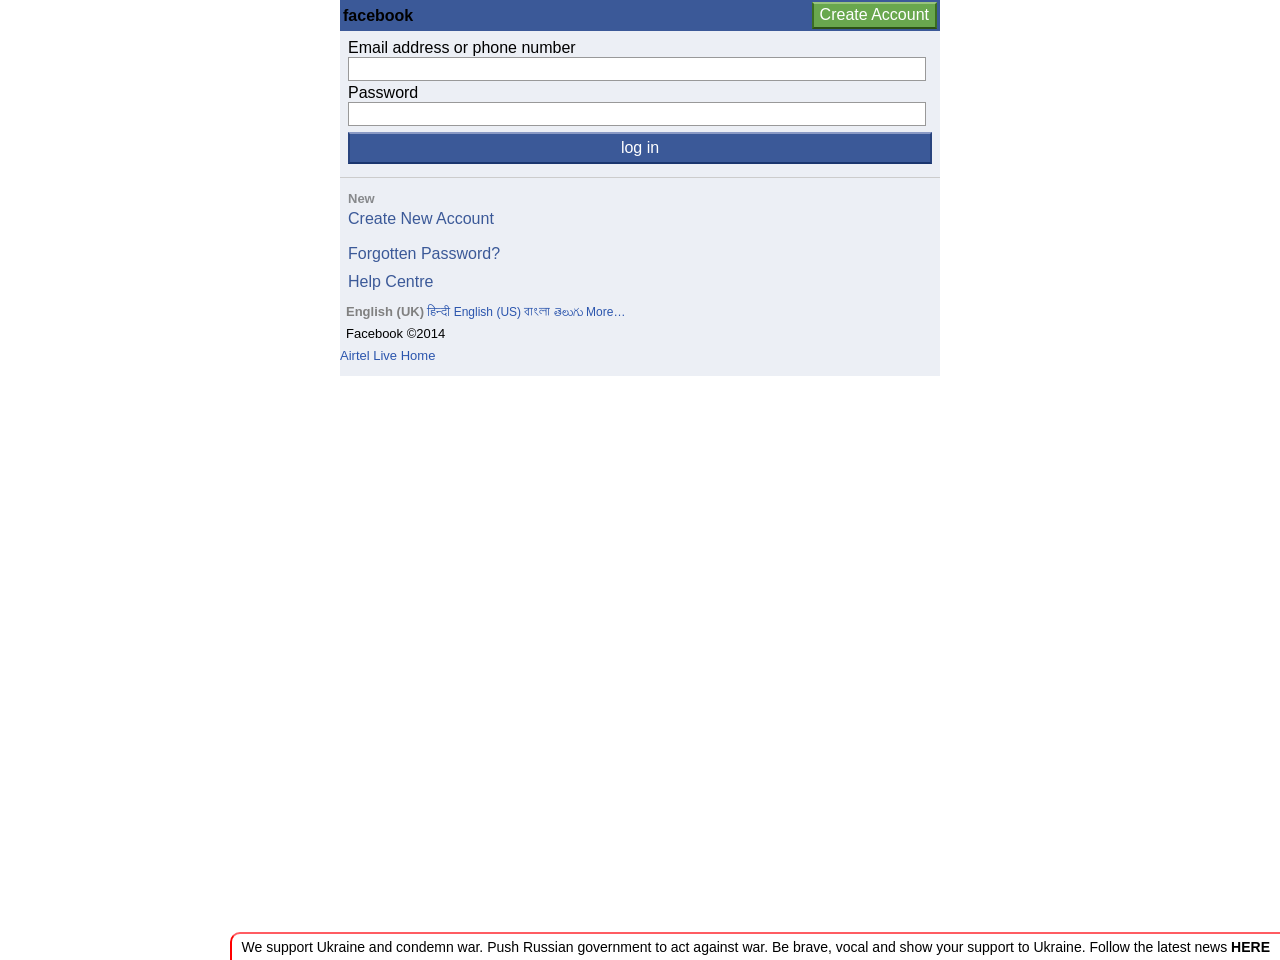 facebook
Create Account
Email address or phone number
Password
log in
New
Create New Account
Forgotten Password?
Help Centre
English (UK) हिन्दी English (US) বাংলা తెలుగు More…
Facebook ©2014
Airtel Live Home
We support Ukraine and condemn war. Push Russian government to act against war. Be brave, vocal and show your support to Ukraine. Follow the latest news HERE